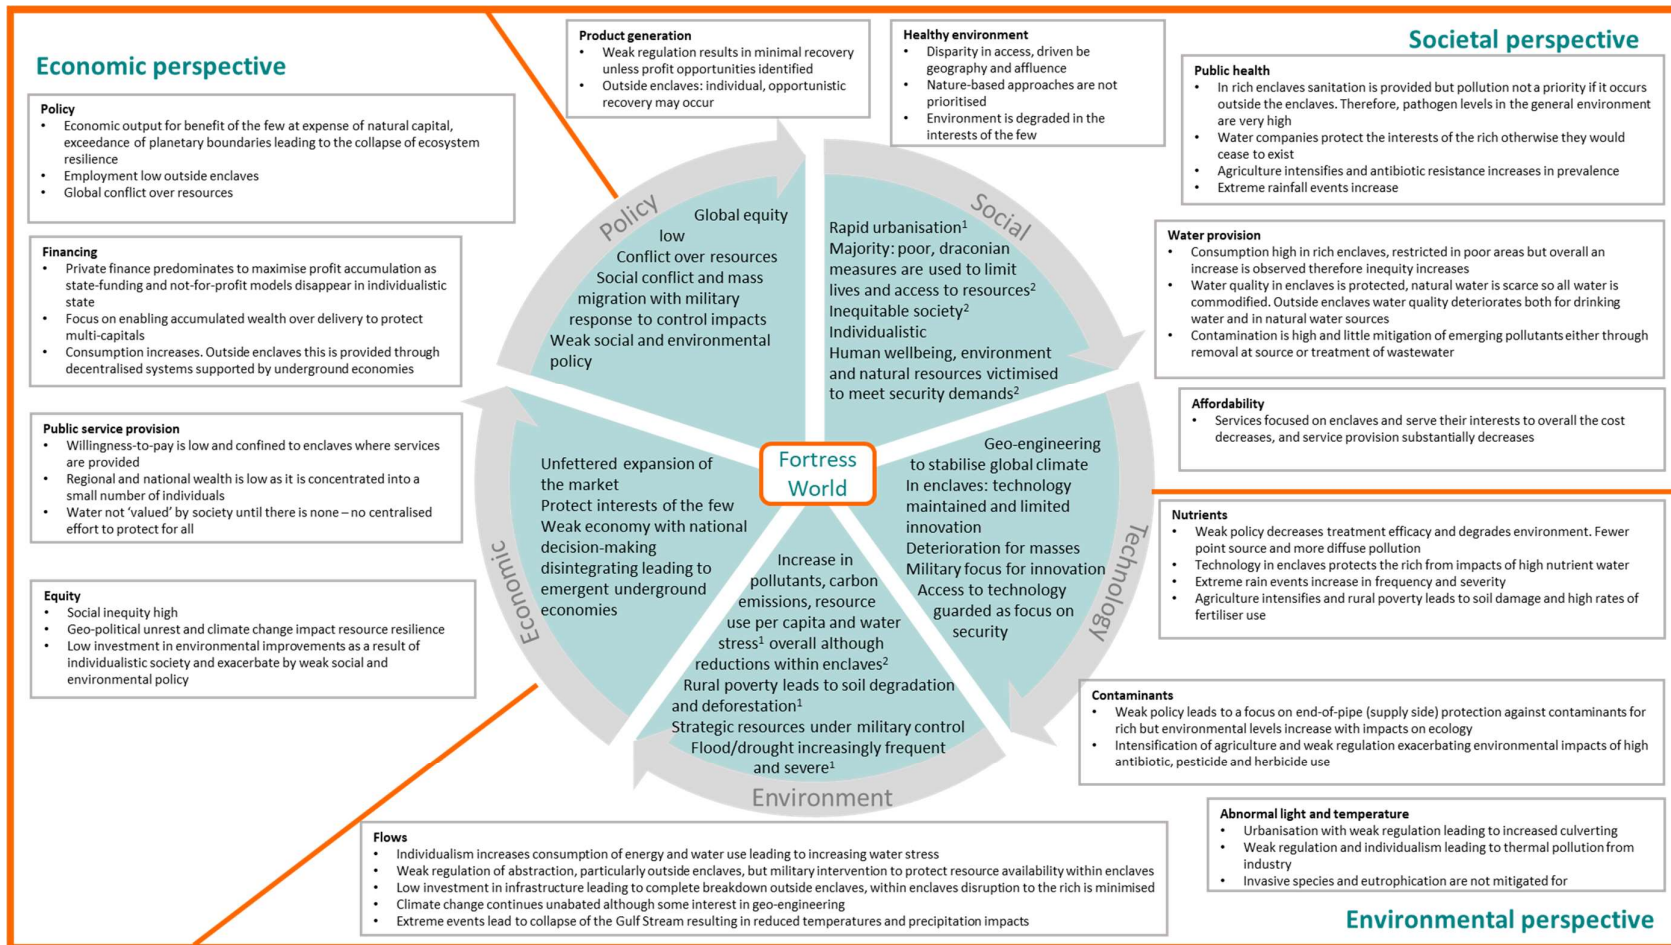 Economic perspective
Policy
• Economic output for benefit of the few at expense of natural capital,
exceedance of planetary boundaries leading to the collapse of ecosystem
resilience
• Employment low outside enclaves
• Global conflict over resources
Financing
• Private finance predominates to maximise profit accumulation as
state-funding and not-for-profit models disappear in individualistic
state
• Focus on enabling accumulated wealth over delivery to protect
multi-capitals
• Consumption increases. Outside enclaves this is provided through
decentralised systems supported by underground economies
Public service provision
• Willingness-to-pay is low and confined to enclaves where services
are provided
• Regional and national wealth is low as it is concentrated into a
small number of individuals
• Water not ‘valued’ by society until there is none – no centralised
effort to protect for all
Equity
• Social inequity high
• Geo-political unrest and climate change impact resource resilience
• Low investment in environmental improvements as a result of
individualistic society and exacerbate by weak social and
environmental policy
Product generation
• Weak regulation results in minimal recovery
unless profit opportunities identified
• Outside enclaves: individual, opportunistic
recovery may occur
Healthy environment
• Disparity in access, driven be
geography and affluence
• Nature-based approaches are not
prioritised
• Environment is degraded in the
interests of the few
Societal perspective
Public health
• In rich enclaves sanitation is provided but pollution not a priority if it occurs
outside the enclaves. Therefore, pathogen levels in the general environment
are very high
• Water companies protect the interests of the rich otherwise they would
cease to exist
• Agriculture intensifies and antibiotic resistance increases in prevalence
• Extreme rainfall events increase
Water provision
• Consumption high in rich enclaves, restricted in poor areas but overall an
increase is observed therefore inequity increases
• Water quality in enclaves is protected, natural water is scarce so all water is
commodified. Outside enclaves water quality deteriorates both for drinking
water and in natural water sources
• Contamination is high and little mitigation of emerging pollutants either through
removal at source or treatment of wastewater
Affordability
• Services focused on enclaves and serve their interests to overall the cost
decreases, and service provision substantially decreases
Policy
Global equity
low
Conflict over resources
Social conflict and mass
migration with military
response to control impacts
Weak social and environmental
policy
Social
Rapid urbanisation¹
Majority: poor, draconian
measures are used to limit
lives and access to resources²
Inequitable society²
Individualistic
Human wellbeing, environment
and natural resources victimised
to meet security demands²
Fortress
World
Economic
Unfettered expansion of
the market
Protect interests of the few
Weak economy with national
decision-making
disintegrating leading to
emergent underground
economies
Technology
Geo-engineering
to stabilise global climate
In enclaves: technology
maintained and limited
innovation
Deterioration for masses
Military focus for innovation
Access to technology
guarded as focus on
security
Increase in
pollutants, carbon
emissions, resource
use per capita and water
stress¹ overall although
reductions within enclaves²
Rural poverty leads to soil degradation
and deforestation¹
Strategic resources under military control
Flood/drought increasingly frequent
and severe¹
Environment
Nutrients
• Weak policy decreases treatment efficacy and degrades environment. Fewer
point source and more diffuse pollution
• Technology in enclaves protects the rich from impacts of high nutrient water
• Extreme rain events increase in frequency and severity
• Agriculture intensifies and rural poverty leads to soil damage and high rates of
fertiliser use
Contaminants
• Weak policy leads to a focus on end-of-pipe (supply side) protection against contaminants for
rich but environmental levels increase with impacts on ecology
• Intensification of agriculture and weak regulation exacerbating environmental impacts of high
antibiotic, pesticide and herbicide use
Abnormal light and temperature
• Urbanisation with weak regulation leading to increased culverting
• Weak regulation and individualism leading to thermal pollution from
industry
• Invasive species and eutrophication are not mitigated for
Flows
• Individualism increases consumption of energy and water use leading to increasing water stress
• Weak regulation of abstraction, particularly outside enclaves, but military intervention to protect resource availability within enclaves
• Low investment in infrastructure leading to complete breakdown outside enclaves, within enclaves disruption to the rich is minimised
• Climate change continues unabated although some interest in geo-engineering
• Extreme events lead to collapse of the Gulf Stream resulting in reduced temperatures and precipitation impacts
Environmental perspective